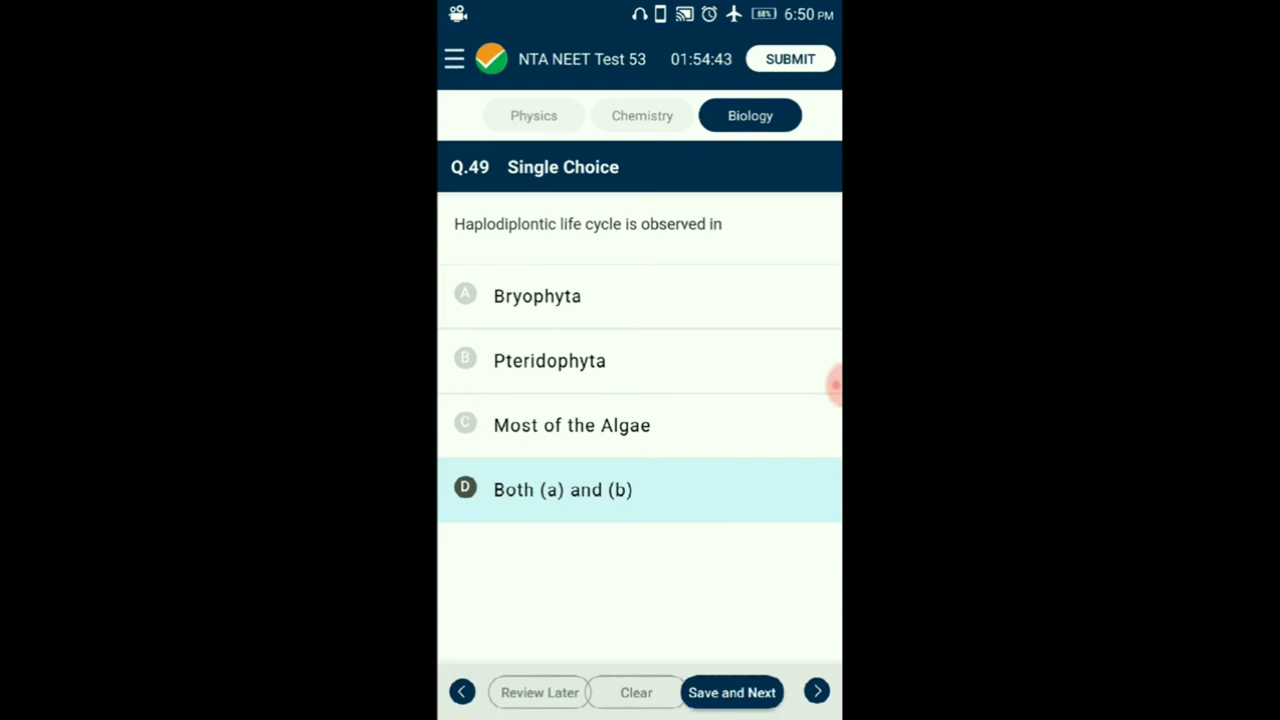 68% 6:50 PM
NTA NEET Test 53 01:54:43 SUBMIT
Physics Chemistry Biology
Q.49 Single Choice
Haplodiplontic life cycle is observed in
A Bryophyta
B Pteridophyta
C Most of the Algae
D Both (a) and (b)
Review Later Clear Save and Next